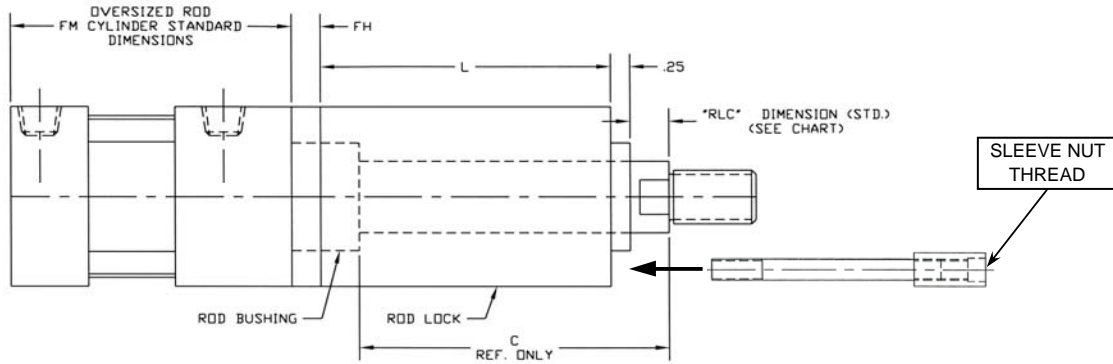 OVERSIZED ROD
FM CYLINDER STANDARD
DIMENSIONS
FH
L
.25
"RLC" DIMENSION (STD.)
(SEE CHART)
SLEEVE NUT
THREAD
ROD BUSHING
ROD LOCK
C
REF. ONLY